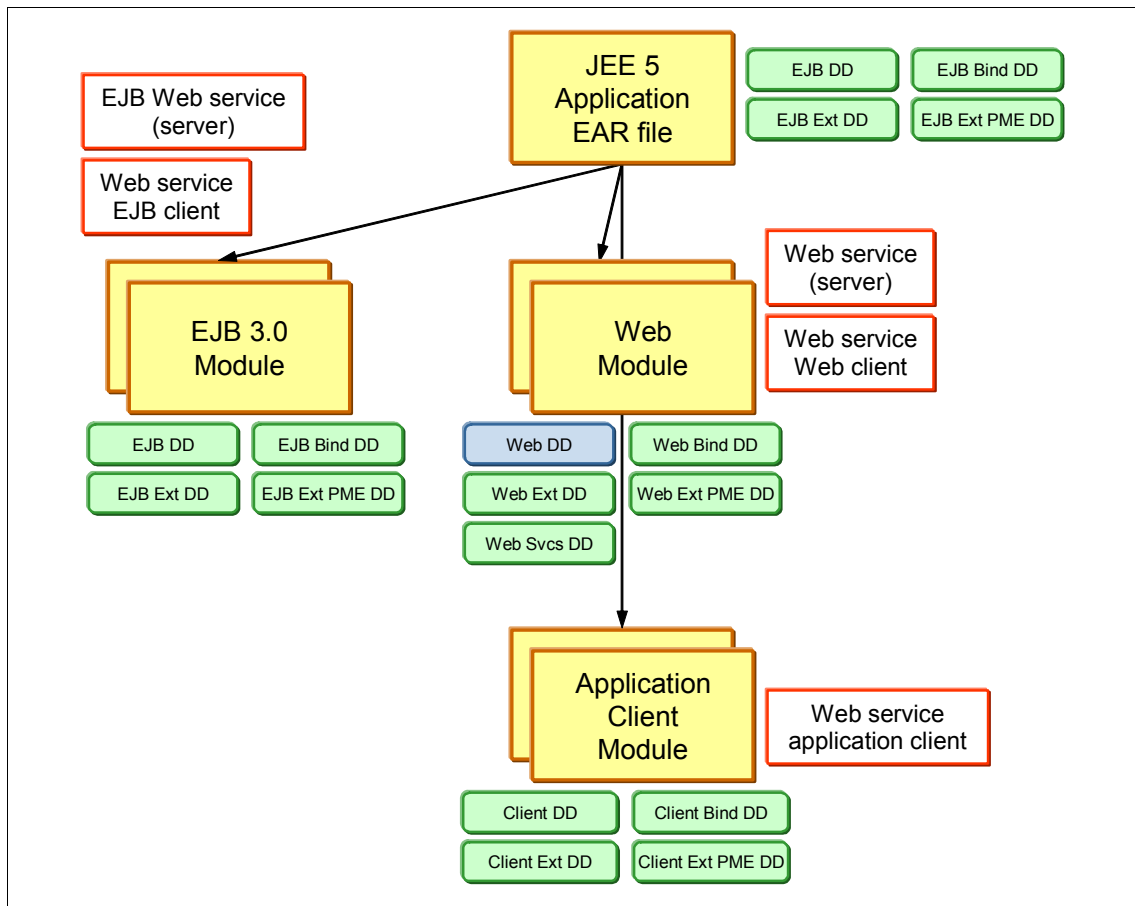 JEE 5
Application
EAR file
EJB DD
EJB Bind DD
EJB Ext DD
EJB Ext PME DD
EJB Web service
(server)
Web service
EJB client
EJB 3.0
Module
EJB DD
EJB Bind DD
EJB Ext DD
EJB Ext PME DD
Web
Module
Web service
(server)
Web service
Web client
Web DD
Web Bind DD
Web Ext DD
Web Ext PME DD
Web Svcs DD
Application
Client
Module
Web service
application client
Client DD
Client Bind DD
Client Ext DD
Client Ext PME DD